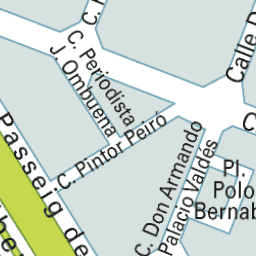 C.
Calle D
C. Periodista
J. Ombuena
C. Pintor Peiró
C.
Passeig de
C. Don Armando
Palacio Valdés
Pl.
Polo
Bernab